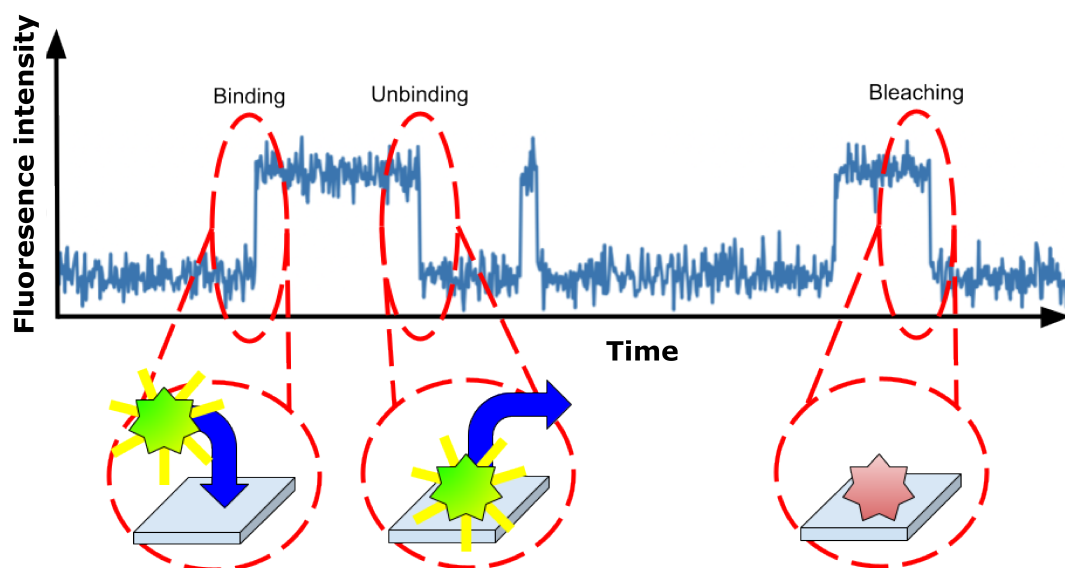 Fluoresence intensity
Binding
Unbinding
Bleaching
Time